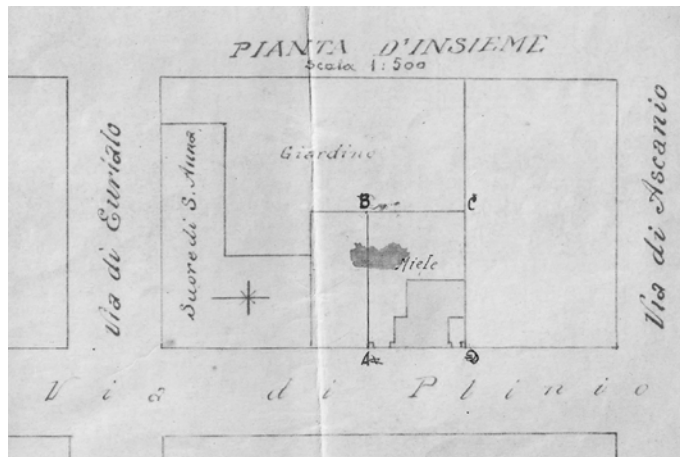 PIANTA D'INSIEME
Scala 1:500
Via di Eurialo
Suore di S. Anna
Giardino
B
C
Miele
Via di Ascanio
A
D
Via di Plinio